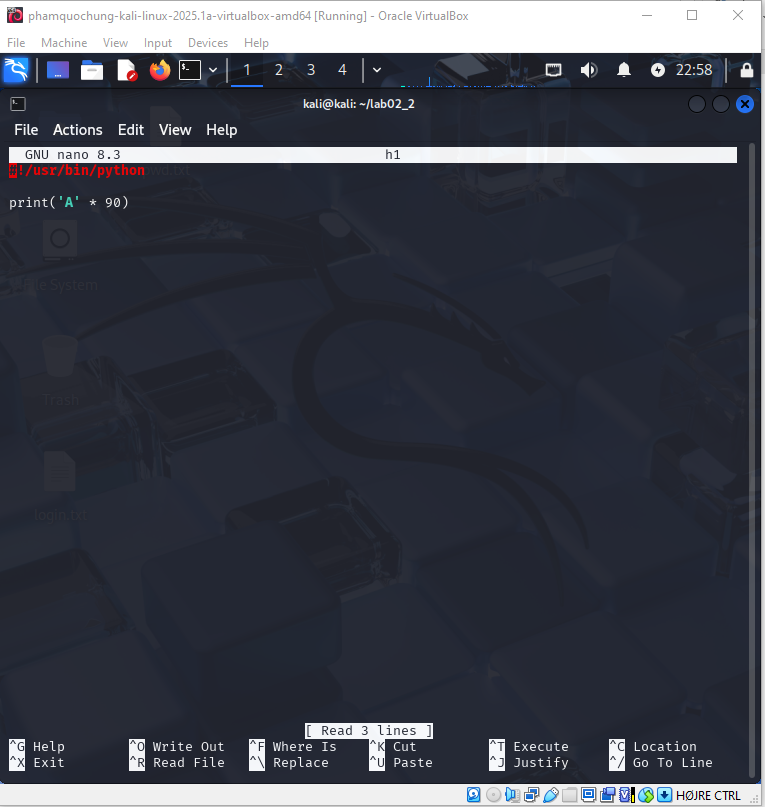 phamquochung-kali-linux-2025.1a-virtualbox-amd64 [Running] - Oracle VirtualBox
File Machine View Input Devices Help
1 2 3 4 22:58
kali@kali: ~/lab02_2
File Actions Edit View Help
GNU nano 8.3 h1
#!/usr/bin/python
print('A' * 90)
File System
Trash
login.txt
[ Read 3 lines ]
^G Help ^O Write Out ^F Where Is ^K Cut ^T Execute ^C Location
^X Exit ^R Read File ^\ Replace ^U Paste ^J Justify ^/ Go To Line
HØJRE CTRL